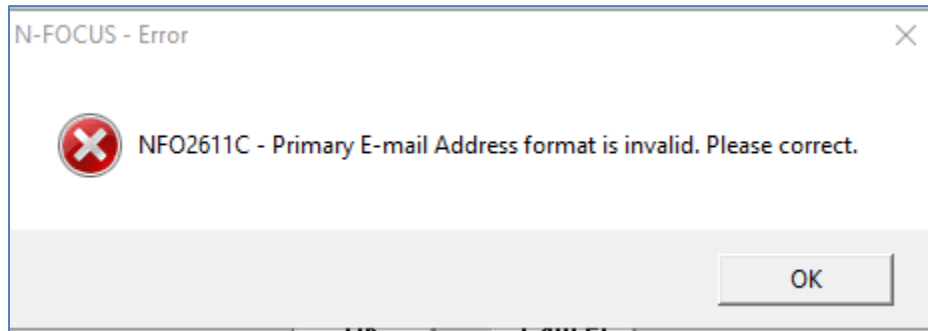 N-FOCUS - Error
NFO2611C - Primary E-mail Address format is invalid. Please correct.
OK